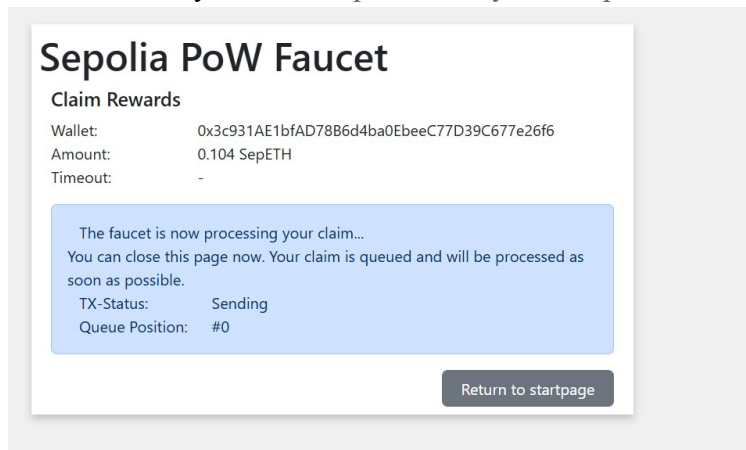 Sepolia PoW Faucet
Claim Rewards
Wallet: 0x3c931AE1bfAD78B6d4ba0EbeeC77D39C677e26f6
Amount: 0.104 SepETH
Timeout: -
The faucet is now processing your claim...
You can close this page now. Your claim is queued and will be processed as
soon as possible.
TX-Status: Sending
Queue Position: #0
Return to startpage